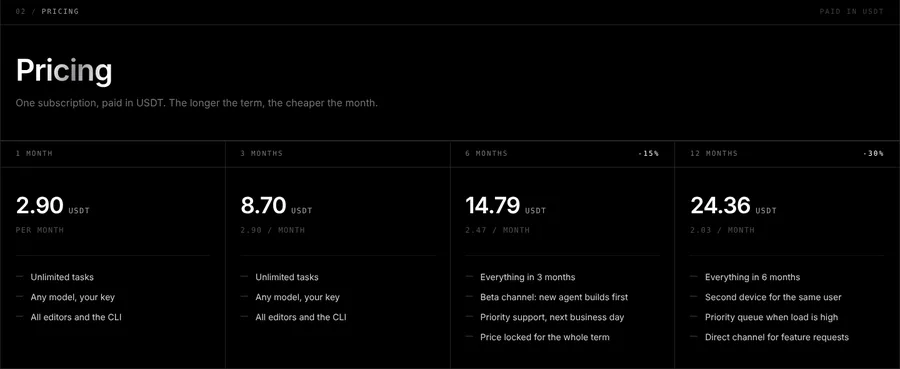 02 / PRICING
PAID IN USDT
Pricing
One subscription, paid in USDT. The longer the term, the cheaper the month.
1 MONTH
2.90 USDT
PER MONTH
— Unlimited tasks
— Any model, your key
— All editors and the CLI
3 MONTHS
8.70 USDT
2.90 / MONTH
— Unlimited tasks
— Any model, your key
— All editors and the CLI
6 MONTHS
-15%
14.79 USDT
2.47 / MONTH
— Everything in 3 months
— Beta channel: new agent builds first
— Priority support, next business day
— Price locked for the whole term
12 MONTHS
-30%
24.36 USDT
2.03 / MONTH
— Everything in 6 months
— Second device for the same user
— Priority queue when load is high
— Direct channel for feature requests